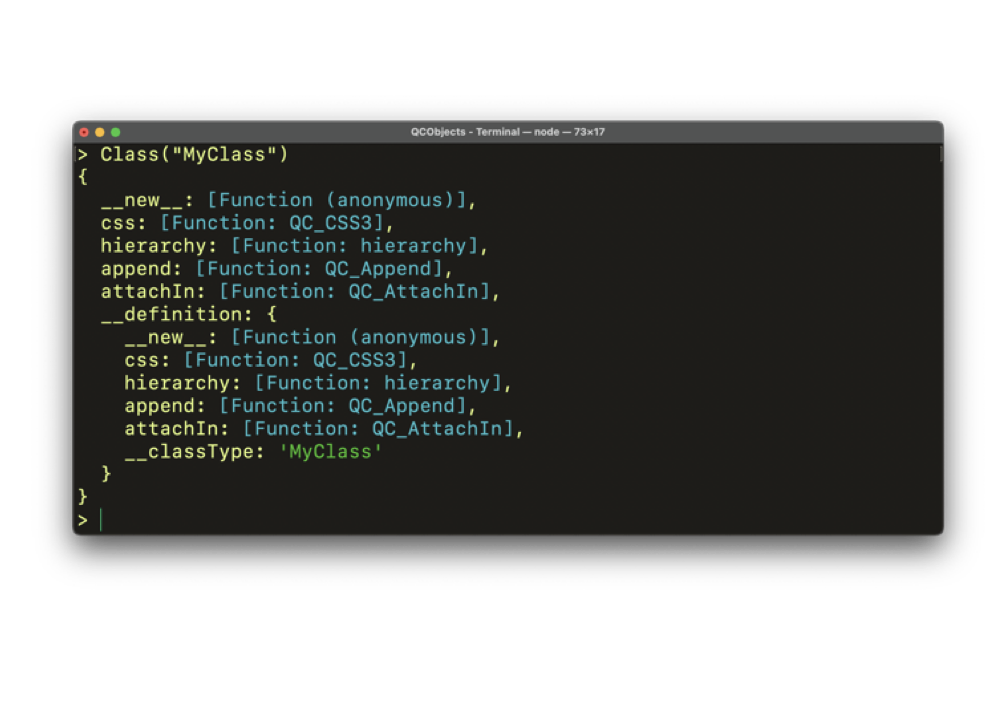 QCObjects - Terminal — node — 73×17
> Class("MyClass")
{
  __new__: [Function (anonymous)],
  css: [Function: QC_CSS3],
  hierarchy: [Function: hierarchy],
  append: [Function: QC_Append],
  attachIn: [Function: QC_AttachIn],
  __definition: {
    __new__: [Function (anonymous)],
    css: [Function: QC_CSS3],
    hierarchy: [Function: hierarchy],
    append: [Function: QC_Append],
    attachIn: [Function: QC_AttachIn],
    __classType: 'MyClass'
  }
}
>